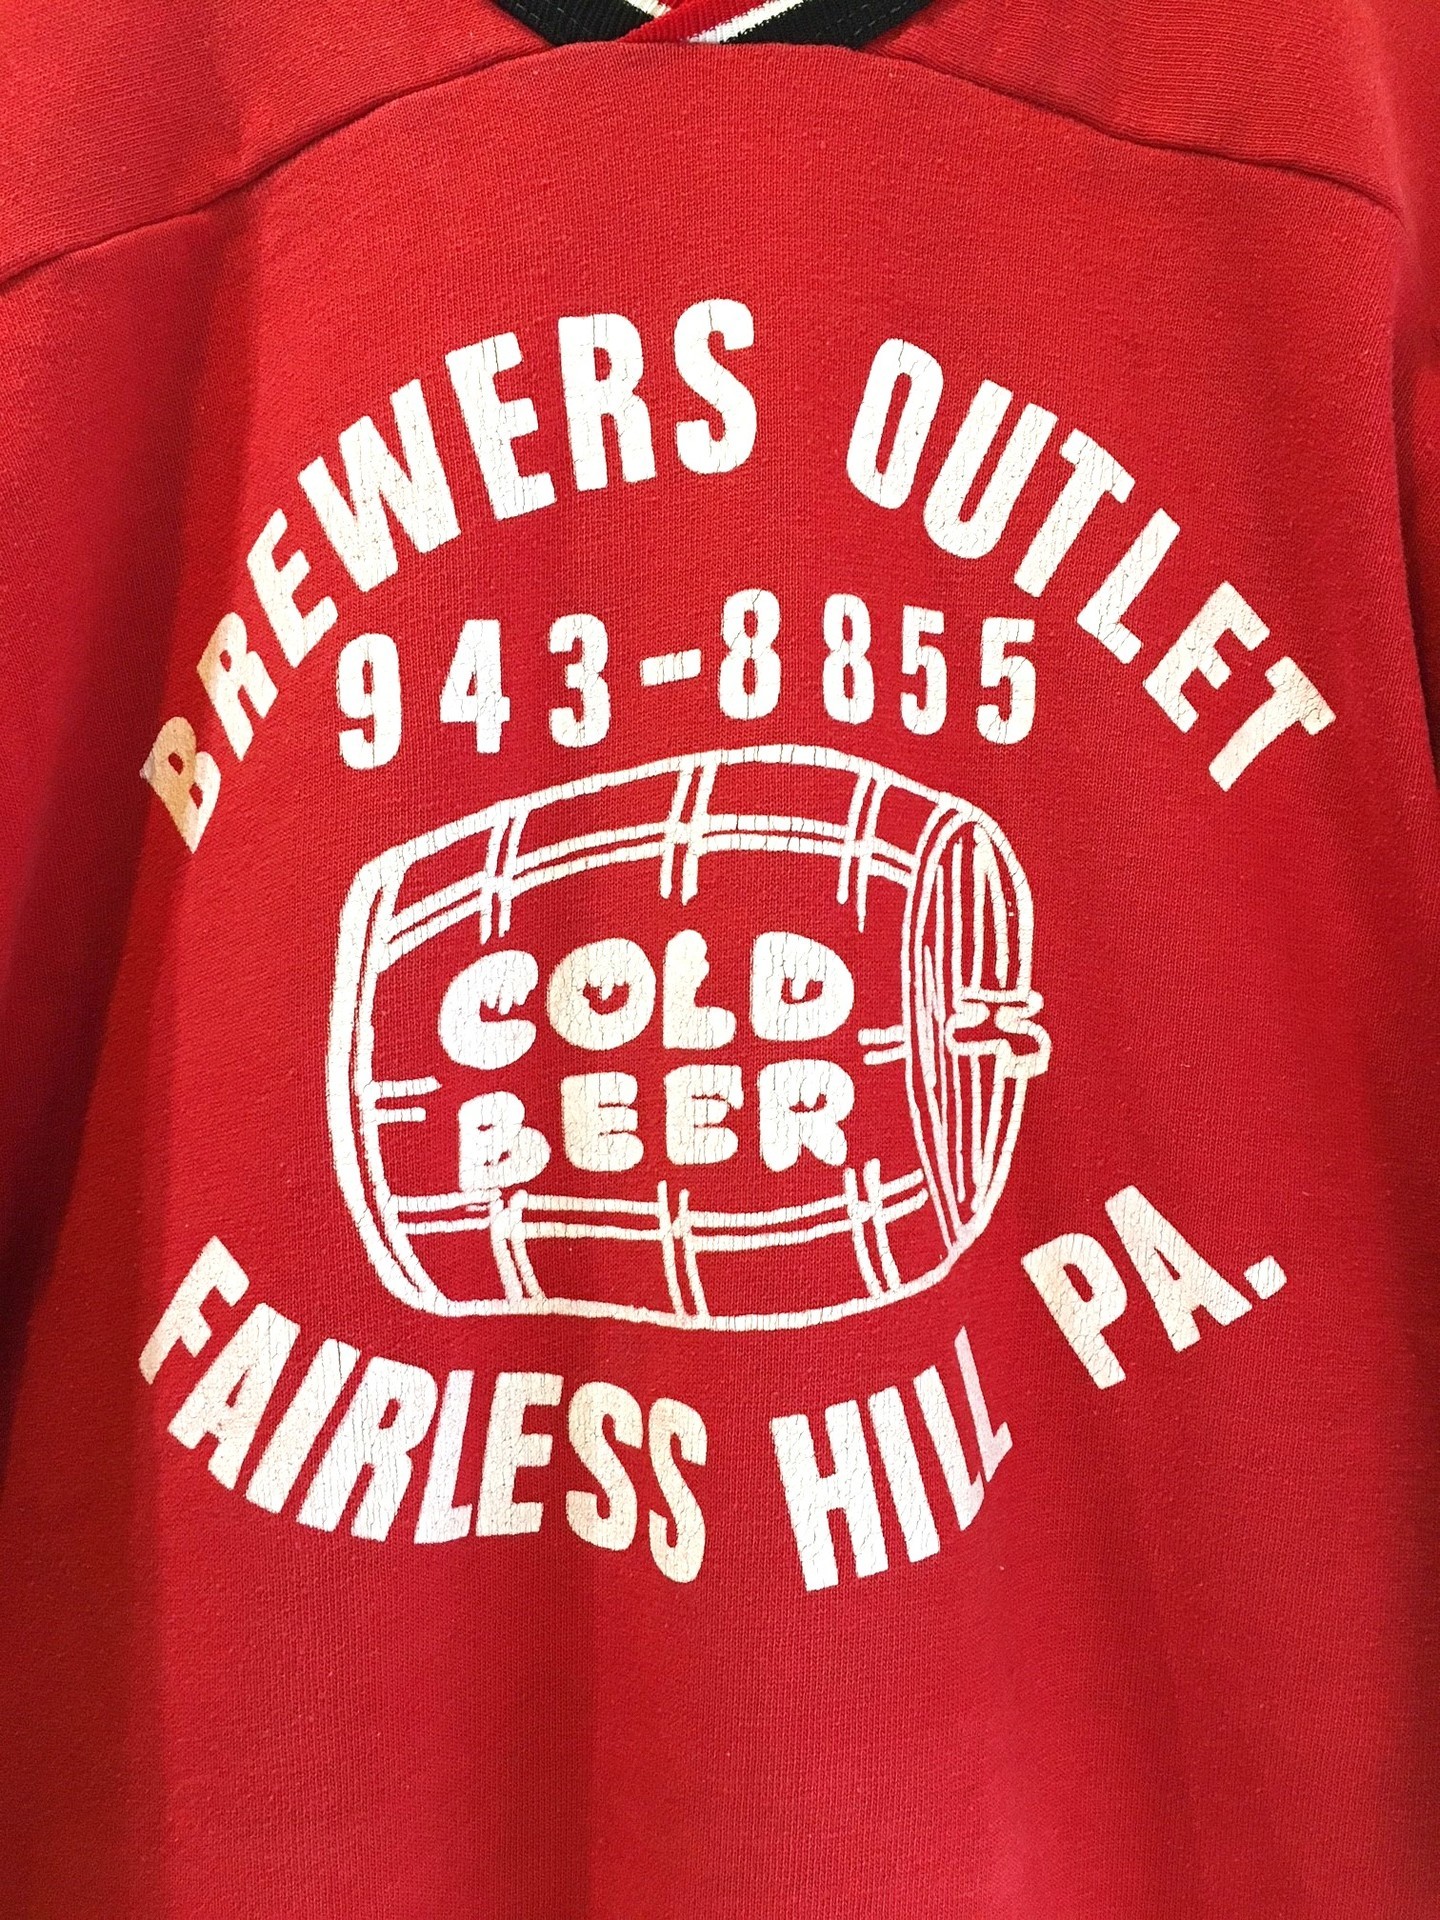 BREWERS OUTLET
943-8855
COLD
BEER
FAIRLESS HILL PA.